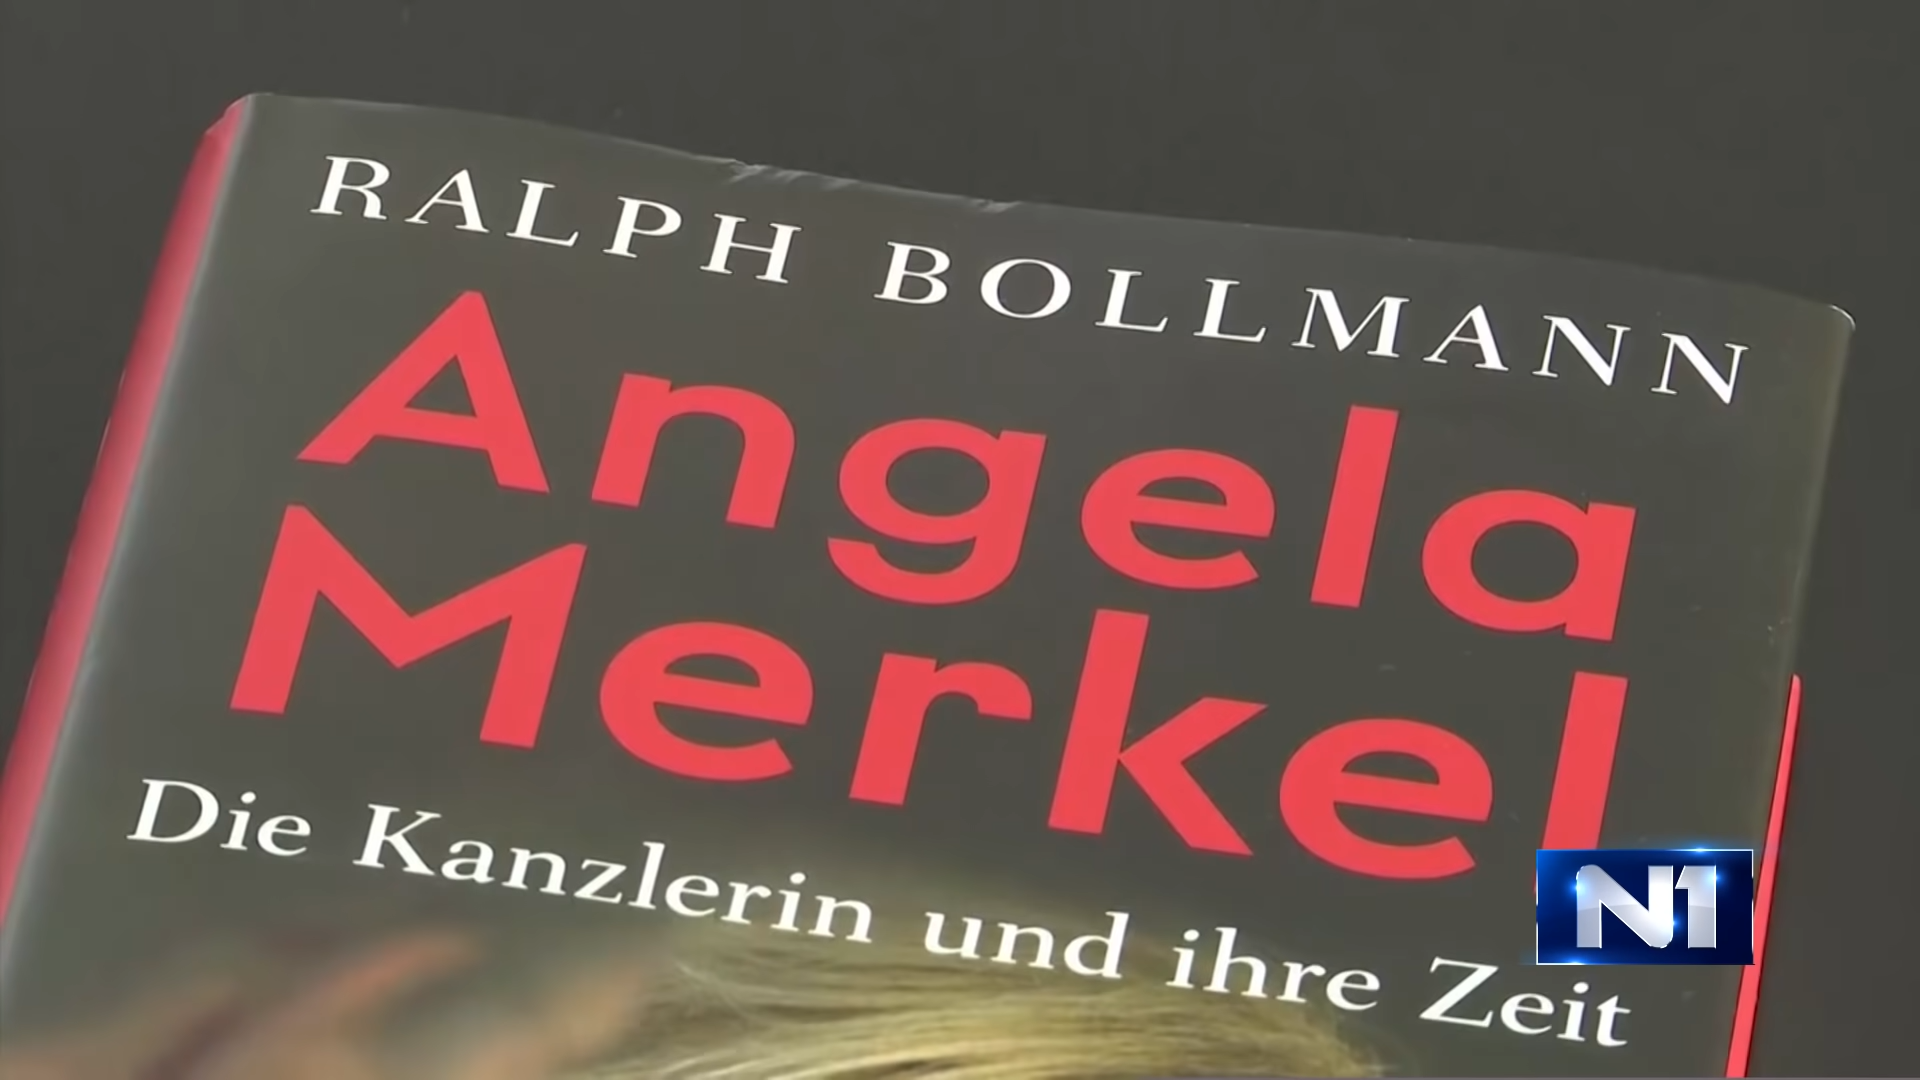 RALPH BOLLMANN
Angela
Merkel
Die Kanzlerin und ihre Zeit
N1